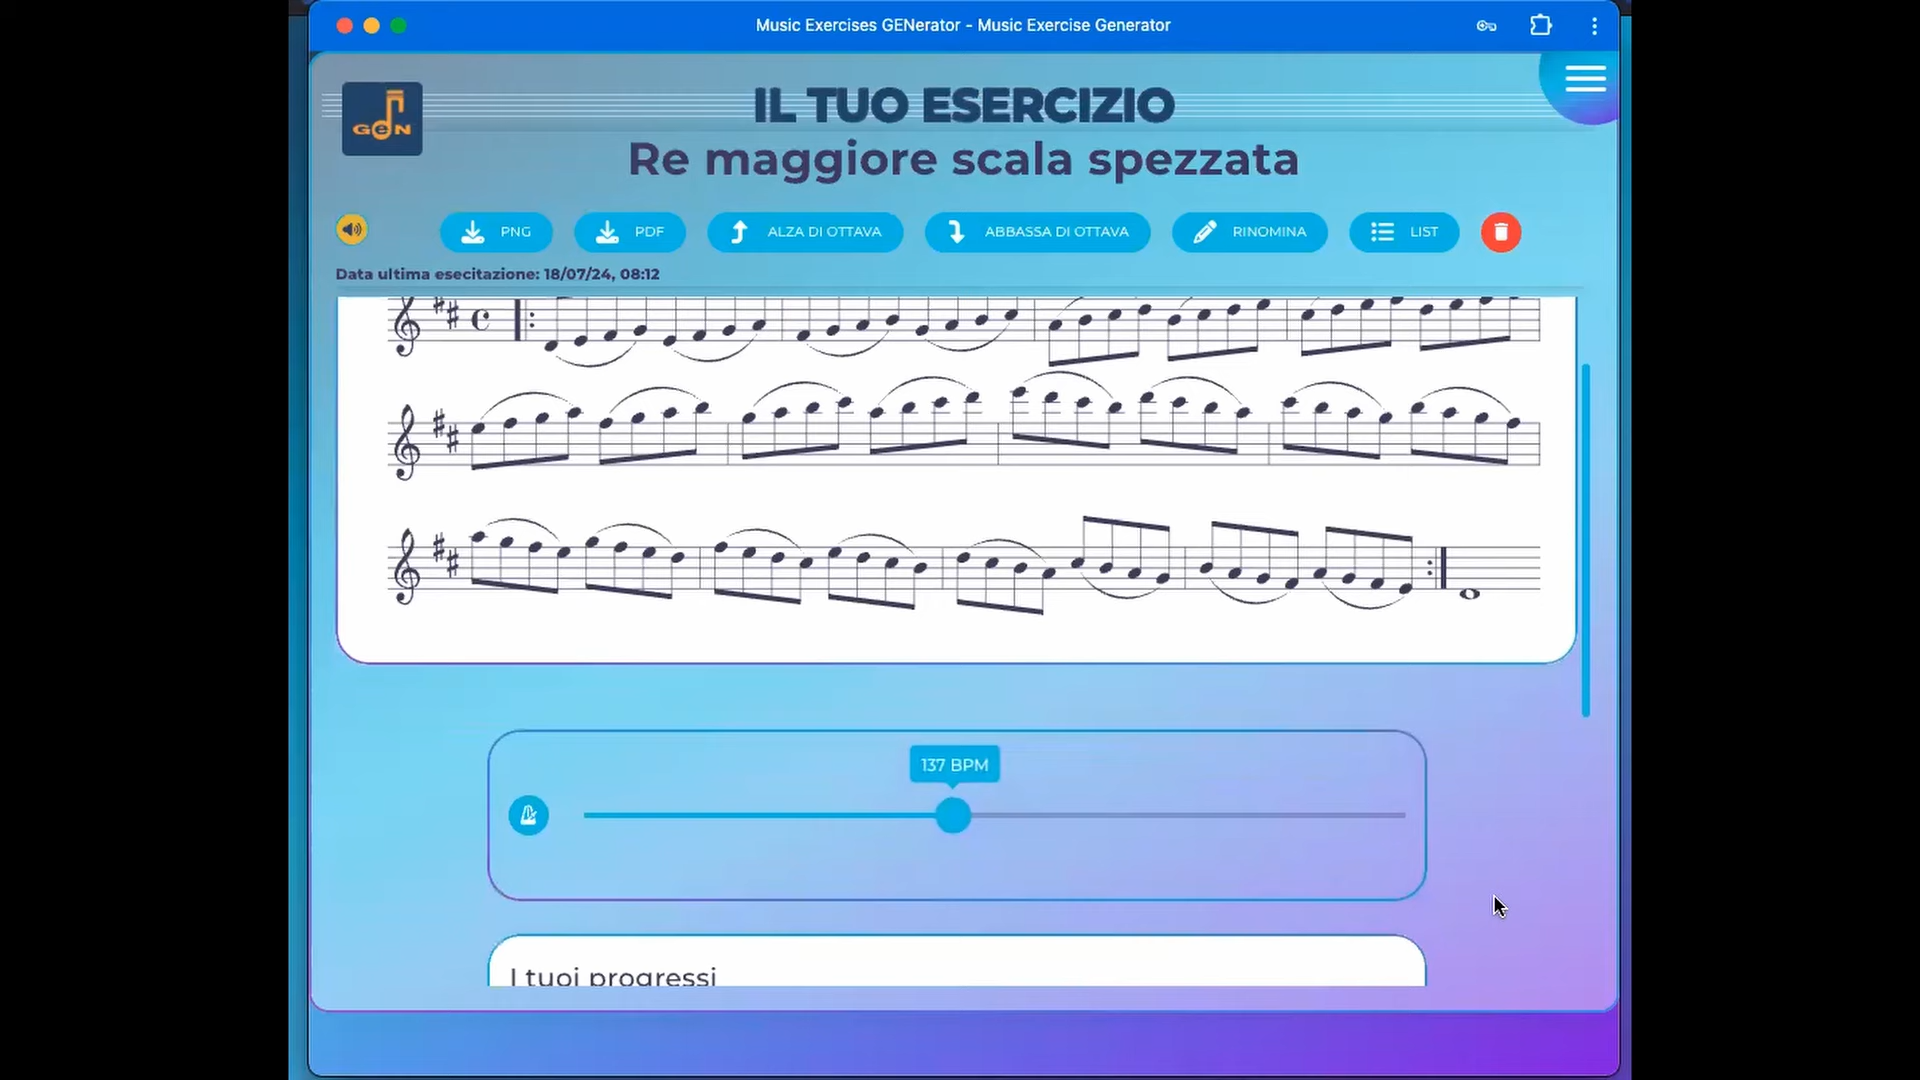 Music Exercises GENerator - Music Exercise Generator
GeN
IL TUO ESERCIZIO
Re maggiore scala spezzata
PNG
PDF
ALZA DI OTTAVA
ABBASSA DI OTTAVA
RINOMINA
LIST
Data ultima esecitazione: 18/07/24, 08:12
137 BPM
I tuoi progressi